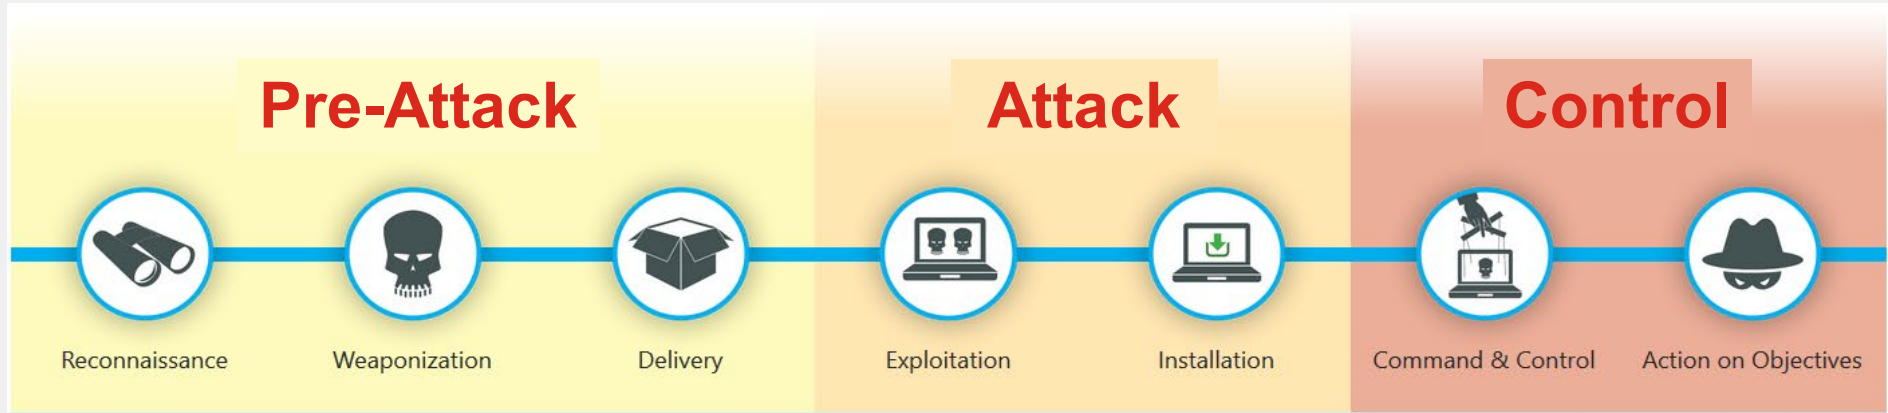 Pre-Attack
Attack
Control
Reconnaissance
Weaponization
Delivery
Exploitation
Installation
Command & Control
Action on Objectives